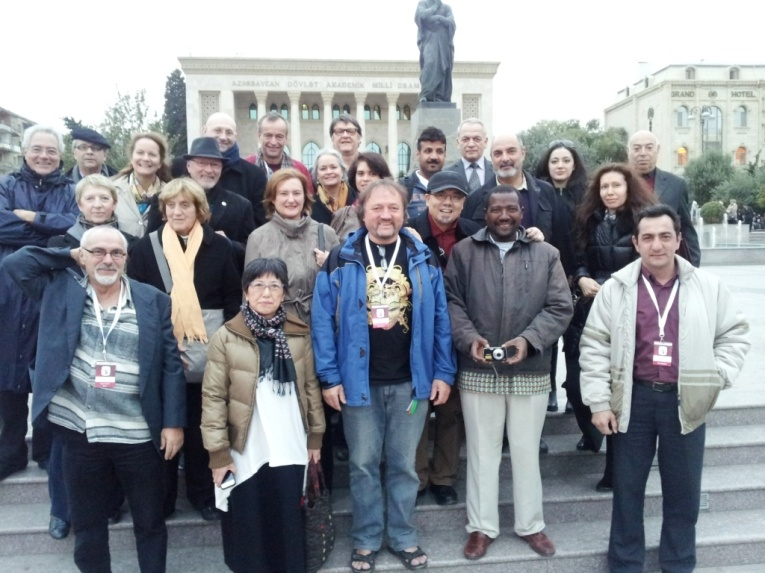 AZƏRBAYCAN DÖVLƏT AKADEMİK MİLLİ DRAM
GRAND HOTEL